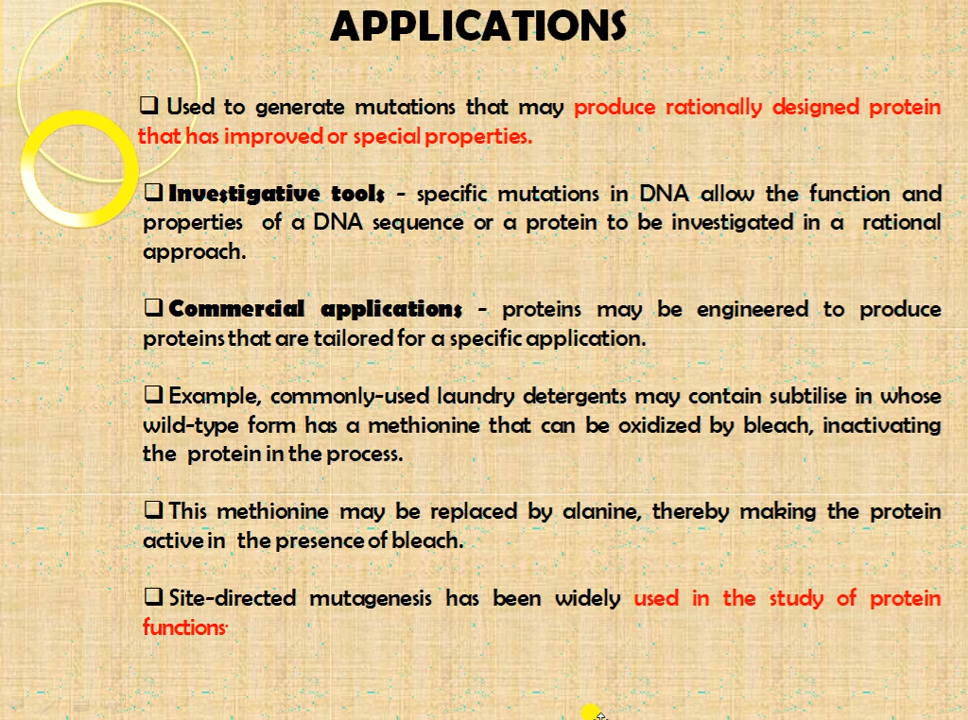 APPLICATIONS
❑ Used to generate mutations that may produce rationally designed protein
that has improved or special properties.
❑ Investigative tools - specific mutations in DNA allow the function and
properties of a DNA sequence or a protein to be investigated in a rational
approach.
❑ Commercial applications - proteins may be engineered to produce
proteins that are tailored for a specific application.
❑ Example, commonly-used laundry detergents may contain subtilise in whose
wild-type form has a methionine that can be oxidized by bleach, inactivating
the protein in the process.
❑ This methionine may be replaced by alanine, thereby making the protein
active in the presence of bleach.
❑ Site-directed mutagenesis has been widely used in the study of protein
functions.